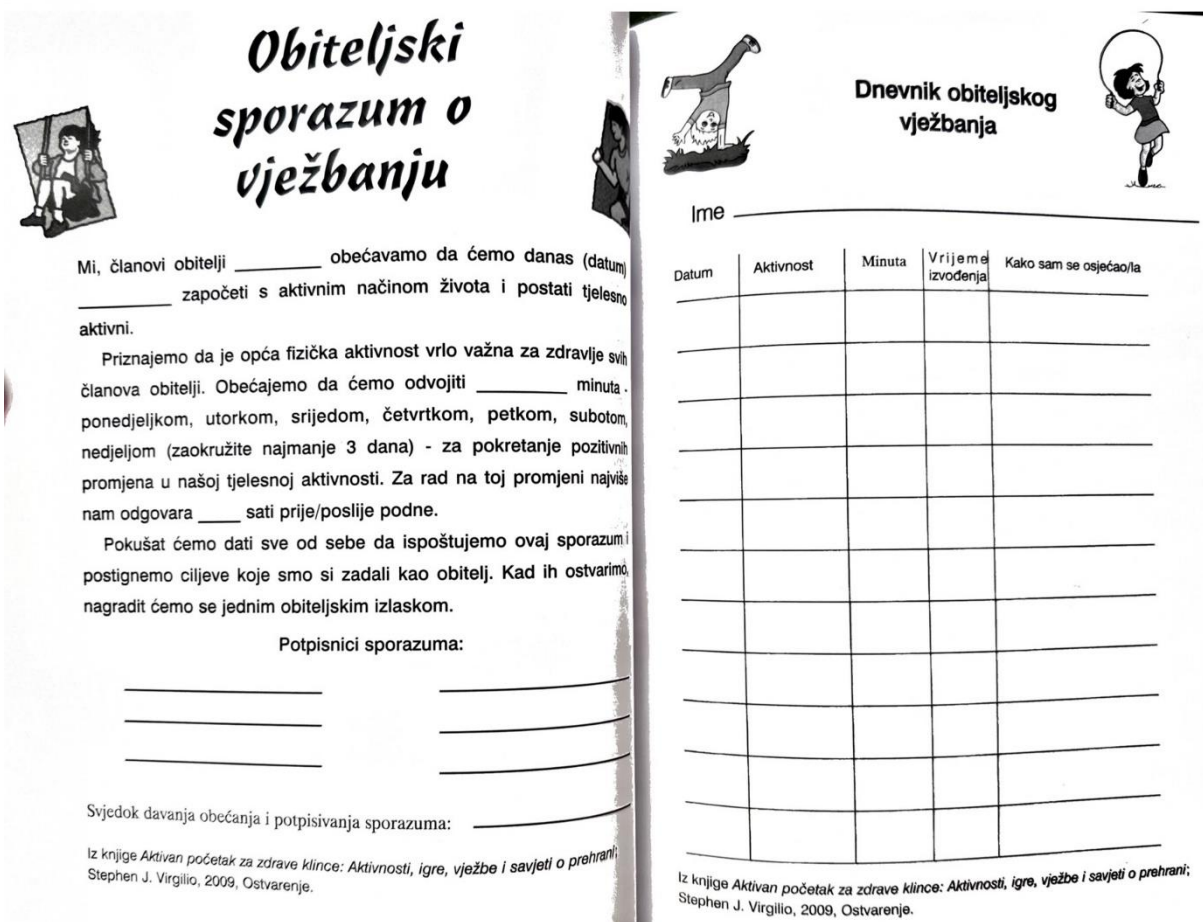 Obiteljski
sporazum o
vježbanju
Mi, članovi obitelji _________ obećavamo da ćemo danas (datum)
__________ započeti s aktivnim načinom života i postati tjelesno
aktivni.
Priznajemo da je opća fizička aktivnost vrlo važna za zdravlje svih
članova obitelji. Obećajemo da ćemo odvojiti __________ minuta -
ponedjeljkom, utorkom, srijedom, četvrtkom, petkom, subotom,
nedjeljom (zaokružite najmanje 3 dana) - za pokretanje pozitivnih
promjena u našoj tjelesnoj aktivnosti. Za rad na toj promjeni najviše
nam odgovara _____ sati prije/poslije podne.
Pokušat ćemo dati sve od sebe da ispoštujemo ovaj sporazum i
postignemo ciljeve koje smo si zadali kao obitelj. Kad ih ostvarimo,
nagradit ćemo se jednim obiteljskim izlaskom.
Potpisnici sporazuma:
Svjedok davanja obećanja i potpisivanja sporazuma:
Iz knjige Aktivan početak za zdrave klince: Aktivnosti, igre, vježbe i savjeti o prehrani;
Stephen J. Virgilio, 2009, Ostvarenje.
Dnevnik obiteljskog
vježbanja
Ime
Datum Aktivnost Minuta Vrijeme izvođenja Kako sam se osjećao/la
Iz knjige Aktivan početak za zdrave klince: Aktivnosti, igre, vježbe i savjeti o prehrani;
Stephen J. Virgilio, 2009, Ostvarenje.